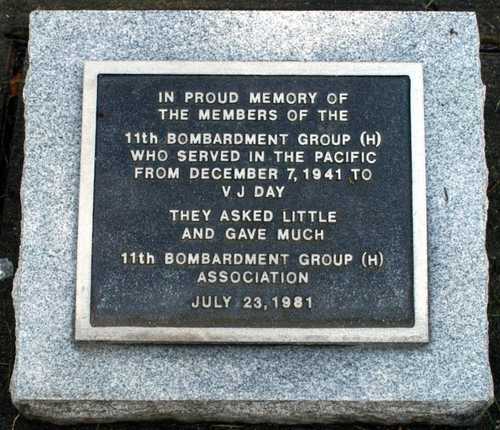 IN PROUD MEMORY OF
THE MEMBERS OF THE
11th BOMBARDMENT GROUP (H)
WHO SERVED IN THE PACIFIC
FROM DECEMBER 7, 1941 TO
V J DAY
THEY ASKED LITTLE
AND GAVE MUCH
11th BOMBARDMENT GROUP (H)
ASSOCIATION
JULY 23, 1981